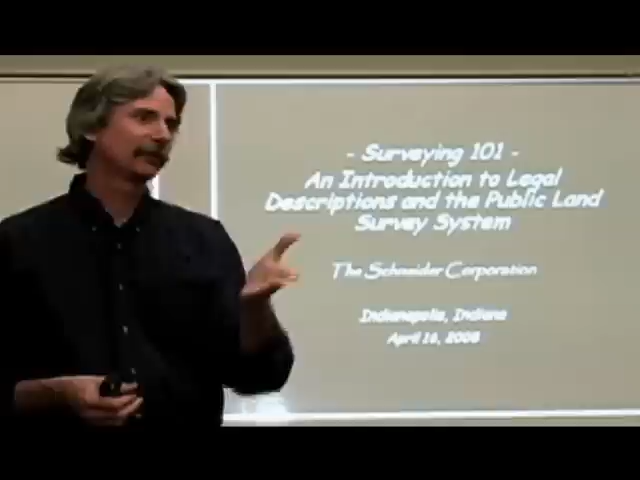 - Surveying 101 -
An Introduction to Legal
Descriptions and the Public Land
Survey System
The Schneider Corporation
Indianapolis, Indiana
April 16, 2008